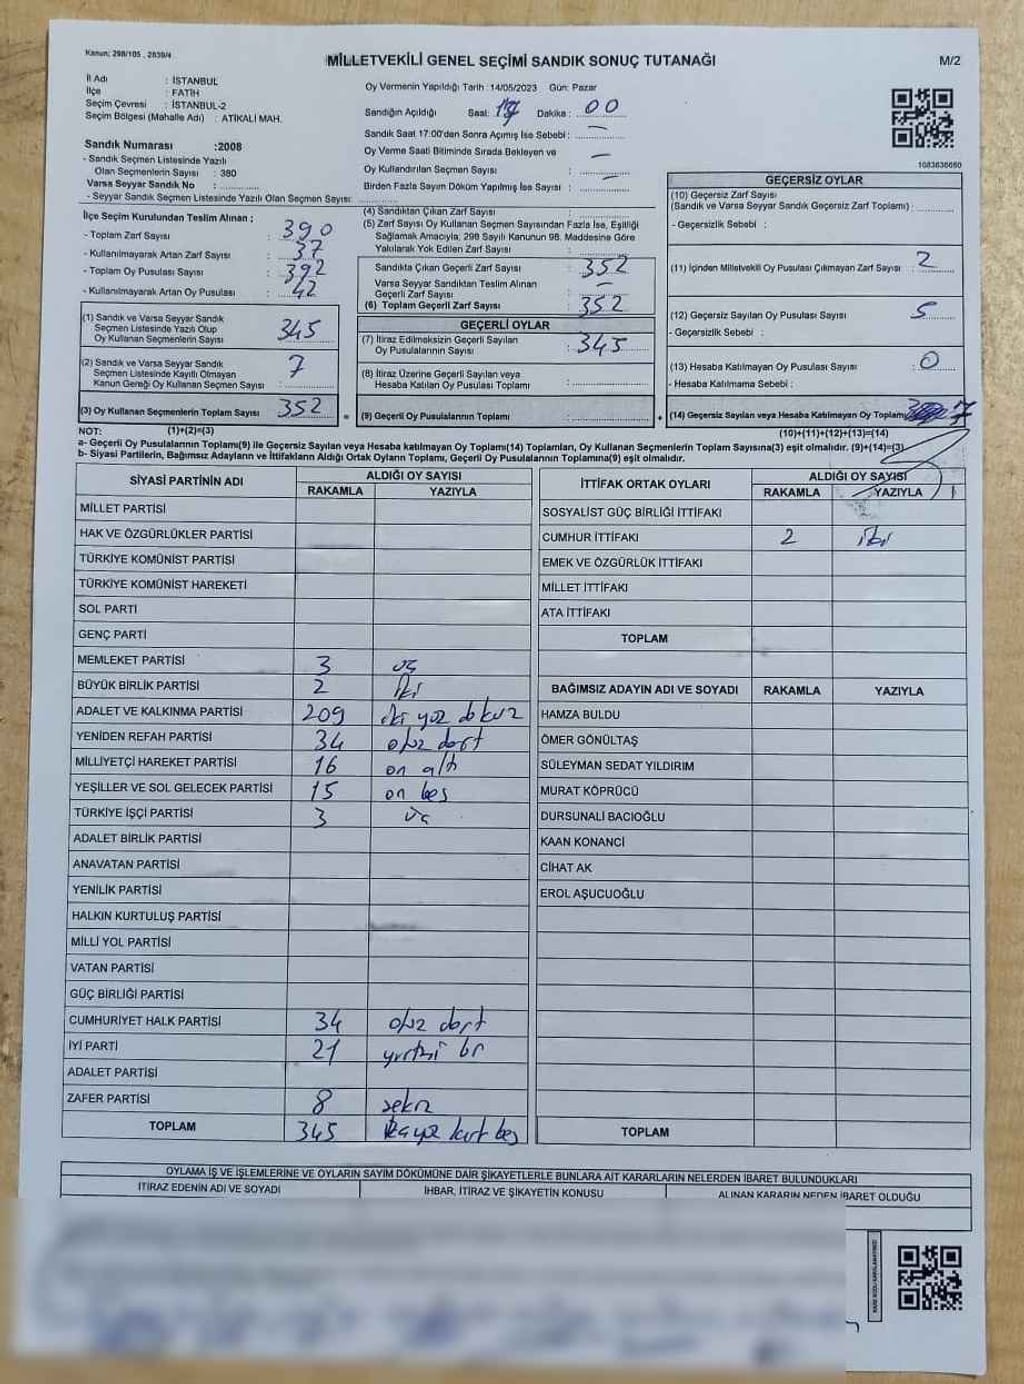 Kanun: 298/105 , 2839/4
MİLLETVEKİLİ GENEL SEÇİMİ SANDIK SONUÇ TUTANAĞI
M/2
İl Adı : İSTANBUL
İlçe : FATİH
Seçim Çevresi : İSTANBUL-2
Seçim Bölgesi (Mahalle Adı) : ATİKALİ MAH.
Sandık Numarası :2008
- Sandık Seçmen Listesinde Yazılı
Olan Seçmenlerin Sayısı : 380
Varsa Seyyar Sandık No :
- Seyyar Sandık Seçmen Listesinde Yazılı Olan Seçmen Sayısı:
Oy Vermenin Yapıldığı Tarih : 14/05/2023 Gün: Pazar
Sandığın Açıldığı Saat: 17 Dakika : 00
Sandık Saat 17:00'den Sonra Açımış İse Sebebi : —
Oy Verme Saati Bitiminde Sırada Bekleyen ve
Oy Kullandırılan Seçmen Sayısı : —
Birden Fazla Sayım Döküm Yapılmış İse Sayısı : —
1083636660
İlçe Seçim Kurulundan Teslim Alınan ;
- Toplam Zarf Sayısı : 390
- Kullanılmayarak Artan Zarf Sayısı : 37
- Toplam Oy Pusulası Sayısı : 392
- Kullanılmayarak Artan Oy Pusulası : 42
(1) Sandık ve Varsa Seyyar Sandık
Seçmen Listesinde Yazılı Olup
Oy Kullanan Seçmenlerin Sayısı : 345
(2) Sandık ve Varsa Seyyar Sandık
Seçmen Listesinde Kayıtlı Olmayan
Kanun Gereği Oy Kullanan Seçmen Sayısı : 7
(3) Oy Kullanan Seçmenlerin Toplam Sayısı : 352
(4) Sandıktan Çıkan Zarf Sayısı :
(5) Zarf Sayısı Oy Kullanan Seçmen Sayısından Fazla İse, Eşitliği
Sağlamak Amacıyla, 298 Sayılı Kanunun 98. Maddesine Göre
Yakılarak Yok Edilen Zarf Sayısı :
Sandıkta Çıkan Geçerli Zarf Sayısı : 352
Varsa Seyyar Sandıktan Teslim Alınan
Geçerli Zarf Sayısı : —
(6) Toplam Geçerli Zarf Sayısı : 352
GEÇERLİ OYLAR
(7) İtiraz Edilmeksizin Geçerli Sayılan
Oy Pusulalarının Sayısı : 345
(8) İtiraz Üzerine Geçerli Sayılan veya
Hesaba Katılan Oy Pusulası Toplamı :
(9) Geçerli Oy Pusulalarının Toplamı :
GEÇERSİZ OYLAR
(10) Geçersiz Zarf Sayısı
(Sandık ve Varsa Seyyar Sandık Geçersiz Zarf Toplamı) :
- Geçersizlik Sebebi :
(11) İçinden Milletvekili Oy Pusulası Çıkmayan Zarf Sayısı : 2
(12) Geçersiz Sayılan Oy Pusulası Sayısı : 5
- Geçersizlik Sebebi :
(13) Hesaba Katılmayan Oy Pusulası Sayısı : 0
- Hesaba Katılmama Sebebi :
(14) Geçersiz Sayılan veya Hesaba Katılmayan Oy Toplamı 7
NOT: (1)+(2)=(3)
(10)+(11)+(12)+(13)=(14)
a- Geçerli Oy Pusulalarının Toplamı(9) ile Geçersiz Sayılan veya Hesaba katılmayan Oy Toplamı(14) Toplamları, Oy Kullanan Seçmenlerin Toplam Sayısına(3) eşit olmalıdır. (9)+(14)=(3)
b- Siyasi Partilerin, Bağımsız Adayların ve İttifakların Aldığı Ortak Oyların Toplamı, Geçerli Oy Pusulalarının Toplamına(9) eşit olmalıdır.
SİYASİ PARTİNİN ADI ALDIĞI OY SAYISI
RAKAMLA YAZIYLA
MİLLET PARTİSİ
HAK VE ÖZGÜRLÜKLER PARTİSİ
TÜRKİYE KOMÜNİST PARTİSİ
TÜRKİYE KOMÜNİST HAREKETİ
SOL PARTİ
GENÇ PARTİ
MEMLEKET PARTİSİ 3 üç
BÜYÜK BİRLİK PARTİSİ 2 iki
ADALET VE KALKINMA PARTİSİ 209 iki yüz dokuz
YENİDEN REFAH PARTİSİ 34 otuz dört
MİLLİYETÇİ HAREKET PARTİSİ 16 on altı
YEŞİLLER VE SOL GELECEK PARTİSİ 15 on beş
TÜRKİYE İŞÇİ PARTİSİ 3 üç
ADALET BİRLİK PARTİSİ
ANAVATAN PARTİSİ
YENİLİK PARTİSİ
HALKIN KURTULUŞ PARTİSİ
MİLLİ YOL PARTİSİ
VATAN PARTİSİ
GÜÇ BİRLİĞİ PARTİSİ
CUMHURİYET HALK PARTİSİ 34 otuz dört
İYİ PARTİ 21 yirmi bir
ADALET PARTİSİ
ZAFER PARTİSİ 8 sekiz
TOPLAM 345 üç yüz kırk beş
İTTİFAK ORTAK OYLARI ALDIĞI OY SAYISI
RAKAMLA YAZIYLA
SOSYALİST GÜÇ BİRLİĞİ İTTİFAKI
CUMHUR İTTİFAKI 2 iki
EMEK VE ÖZGÜRLÜK İTTİFAKI
MİLLET İTTİFAKI
ATA İTTİFAKI
TOPLAM
BAĞIMSIZ ADAYIN ADI VE SOYADI RAKAMLA YAZIYLA
HAMZA BULDU
ÖMER GÖNÜLTAŞ
SÜLEYMAN SEDAT YILDIRIM
MURAT KÖPRÜCÜ
DURSUNALİ BACIOĞLU
KAAN KONANCİ
CİHAT AK
EROL AŞUCUOĞLU
TOPLAM
OYLAMA İŞ VE İŞLEMLERİNE VE OYLARIN SAYIM DÖKÜMÜNE DAİR ŞİKAYETLERLE BUNLARA AİT KARARLARIN NELERDEN İBARET BULUNDUKLARI
İTİRAZ EDENİN ADI VE SOYADI İHBAR, İTİRAZ VE ŞİKAYETİN KONUSU ALINAN KARARIN NEDEN İBARET OLDUĞU